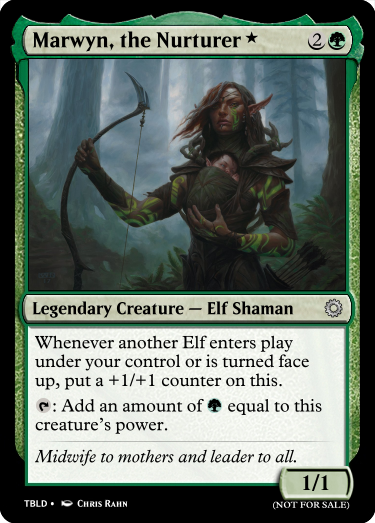 Marwyn, the Nurturer★ 2
Legendary Creature — Elf Shaman
Whenever another Elf enters play
under your control or is turned face
up, put a +1/+1 counter on this.
: Add an amount of equal to this
creature's power.
Midwife to mothers and leader to all.
1/1
TBLD • Chris Rahn
(NOT FOR SALE)